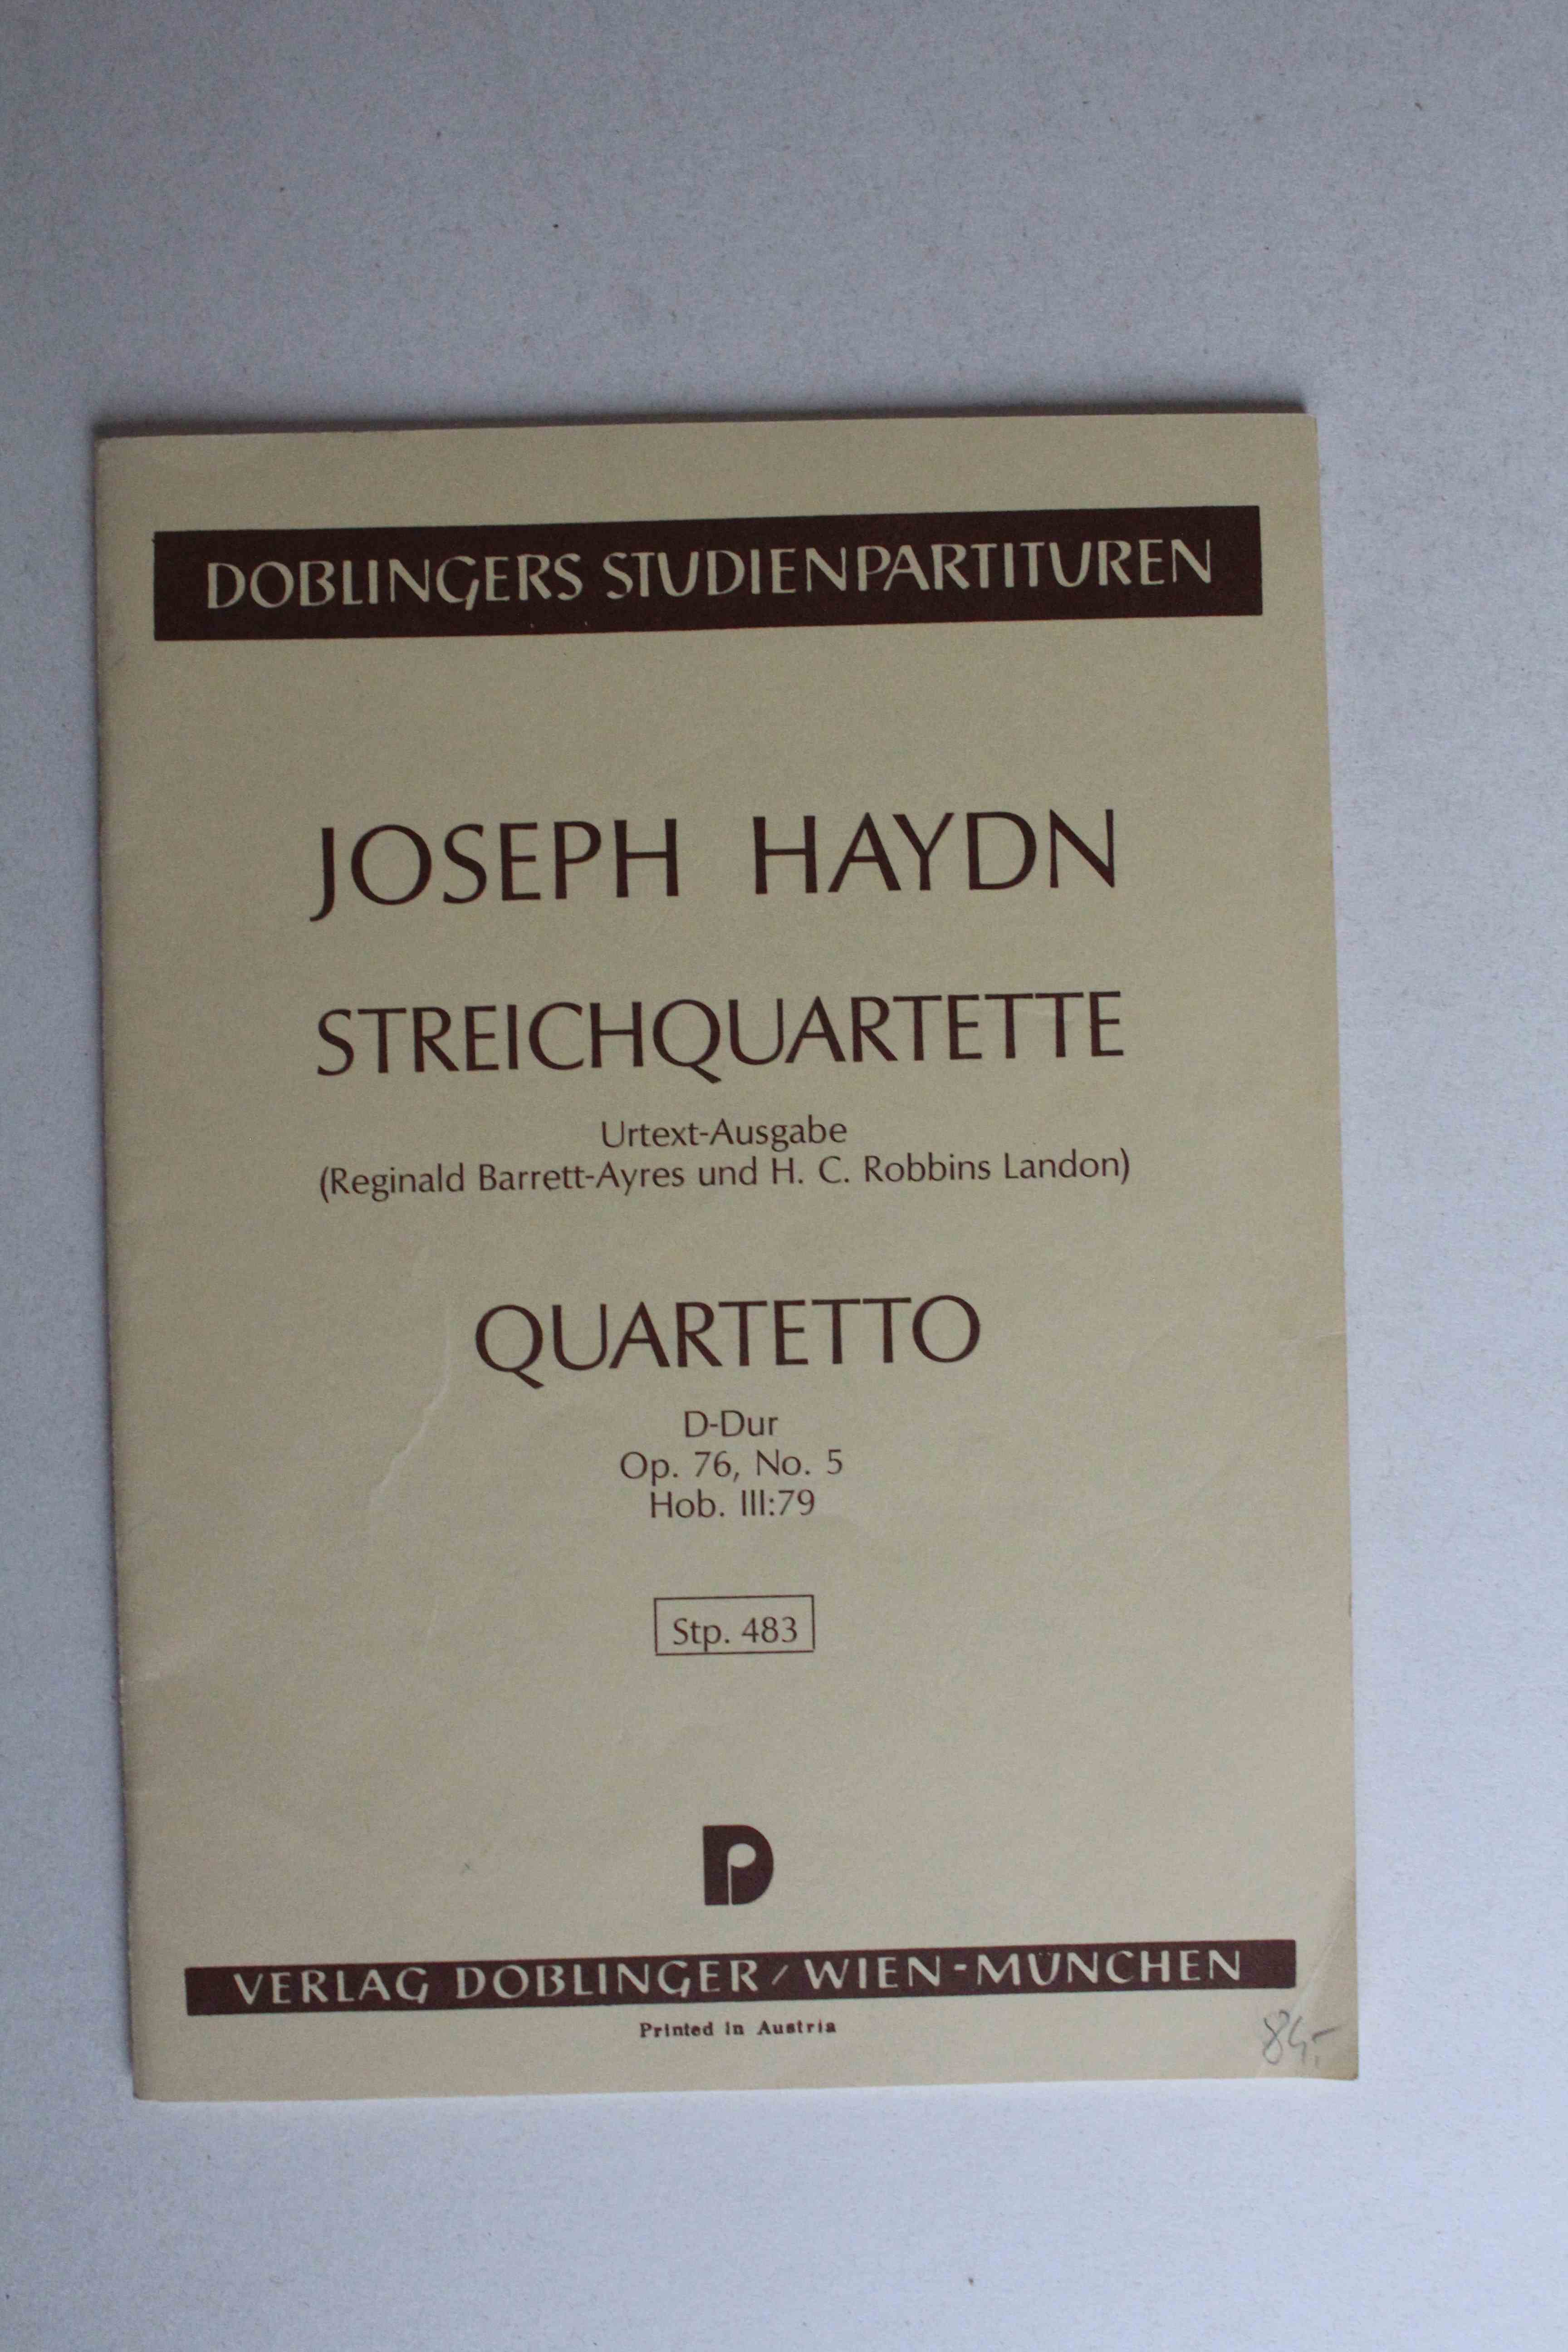 DOBLINGERS STUDIENPARTITUREN
JOSEPH HAYDN
STREICHQUARTETTE
Urtext-Ausgabe
(Reginald Barrett-Ayres und H. C. Robbins Landon)
QUARTETTO
D-Dur
Op. 76, No. 5
Hob. III:79
Stp. 483
VERLAG DOBLINGER / WIEN-MÜNCHEN
Printed in Austria